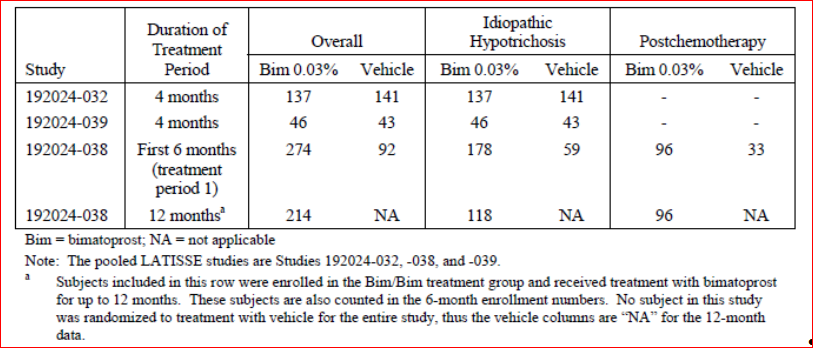 Study Duration of Treatment Period Overall Idiopathic Hypotrichosis Postchemotherapy
Bim 0.03% Vehicle Bim 0.03% Vehicle Bim 0.03% Vehicle
192024-032 4 months 137 141 137 141 - -
192024-039 4 months 46 43 46 43 - -
192024-038 First 6 months 274 92 178 59 96 33
(treatment
period 1)
192024-038 12 monthsᵃ 214 NA 118 NA 96 NA
Bim = bimatoprost; NA = not applicable
Note: The pooled LATISSE studies are Studies 192024-032, -038, and -039.
a Subjects included in this row were enrolled in the Bim/Bim treatment group and received treatment with bimatoprost
for up to 12 months. These subjects are also counted in the 6-month enrollment numbers. No subject in this study
was randomized to treatment with vehicle for the entire study, thus the vehicle columns are “NA” for the 12-month
data.